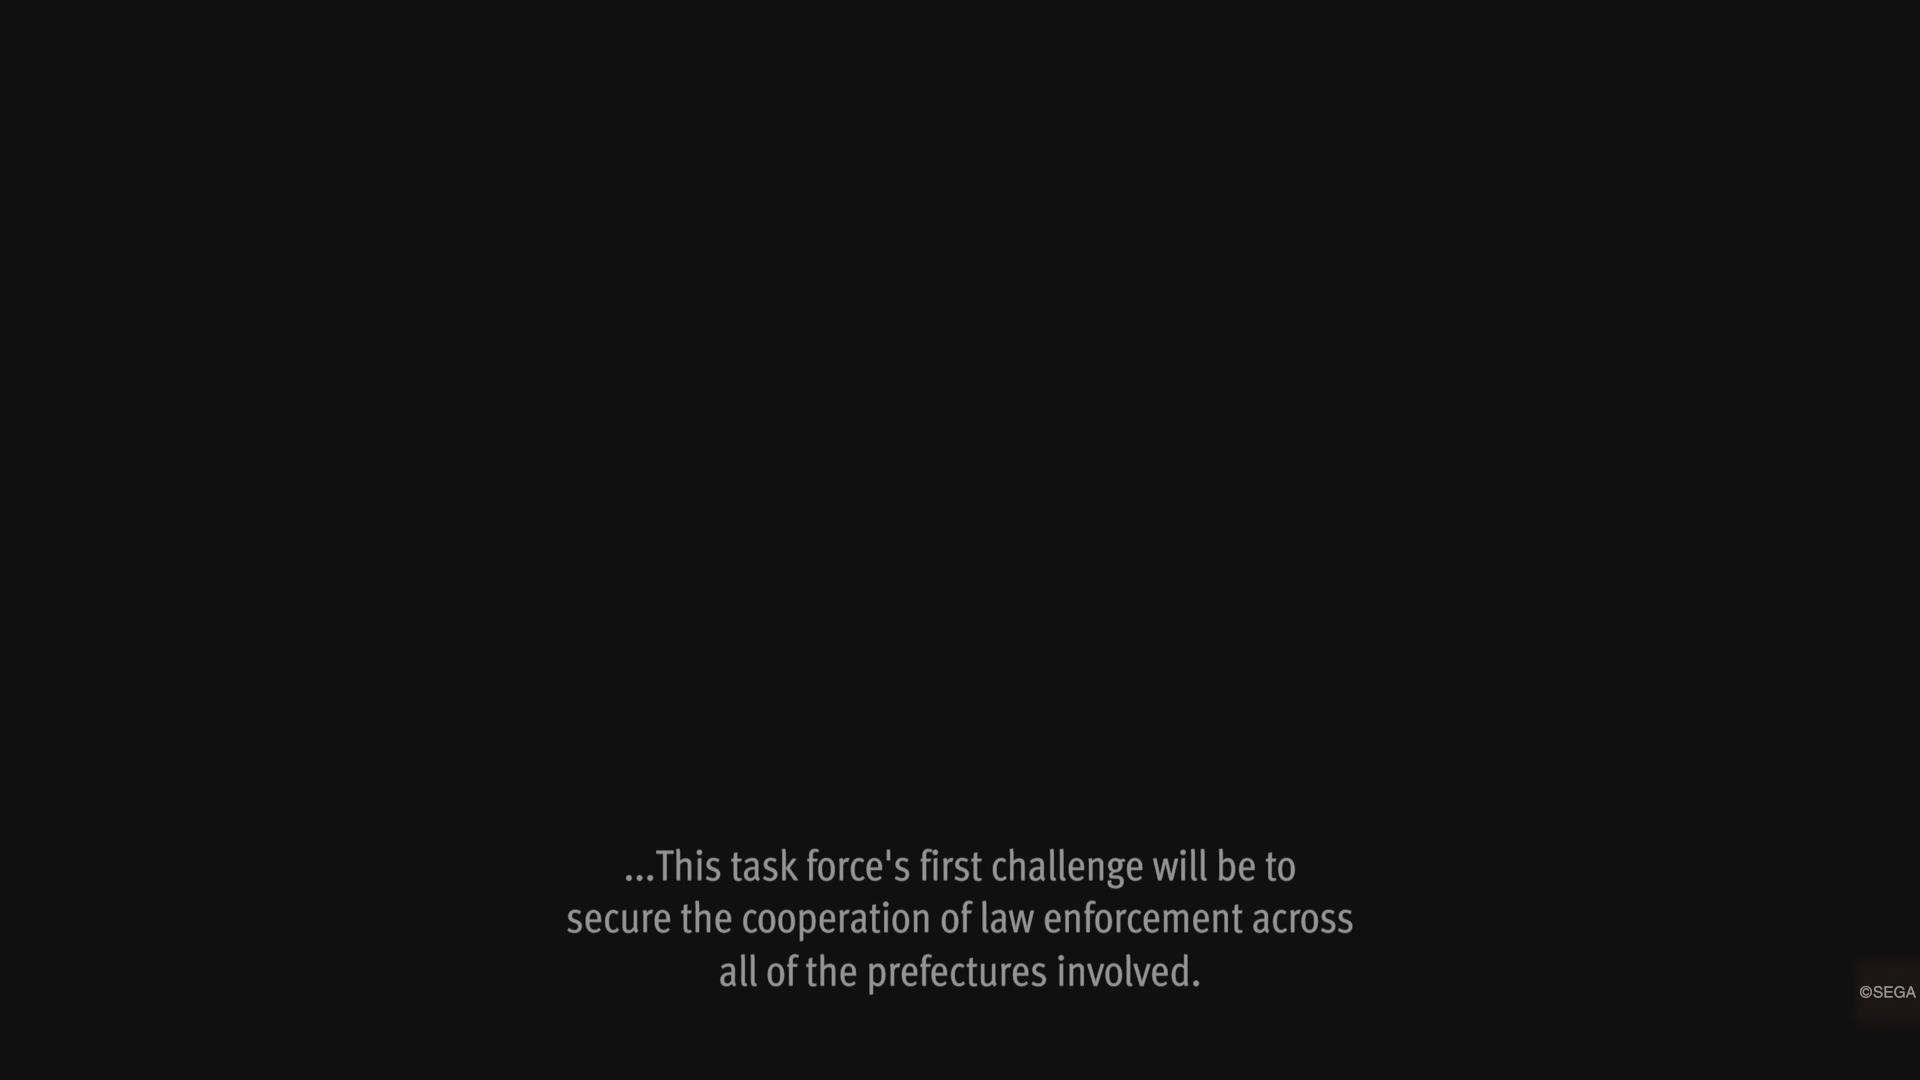 ...This task force's first challenge will be to
secure the cooperation of law enforcement across
all of the prefectures involved.
©SEGA